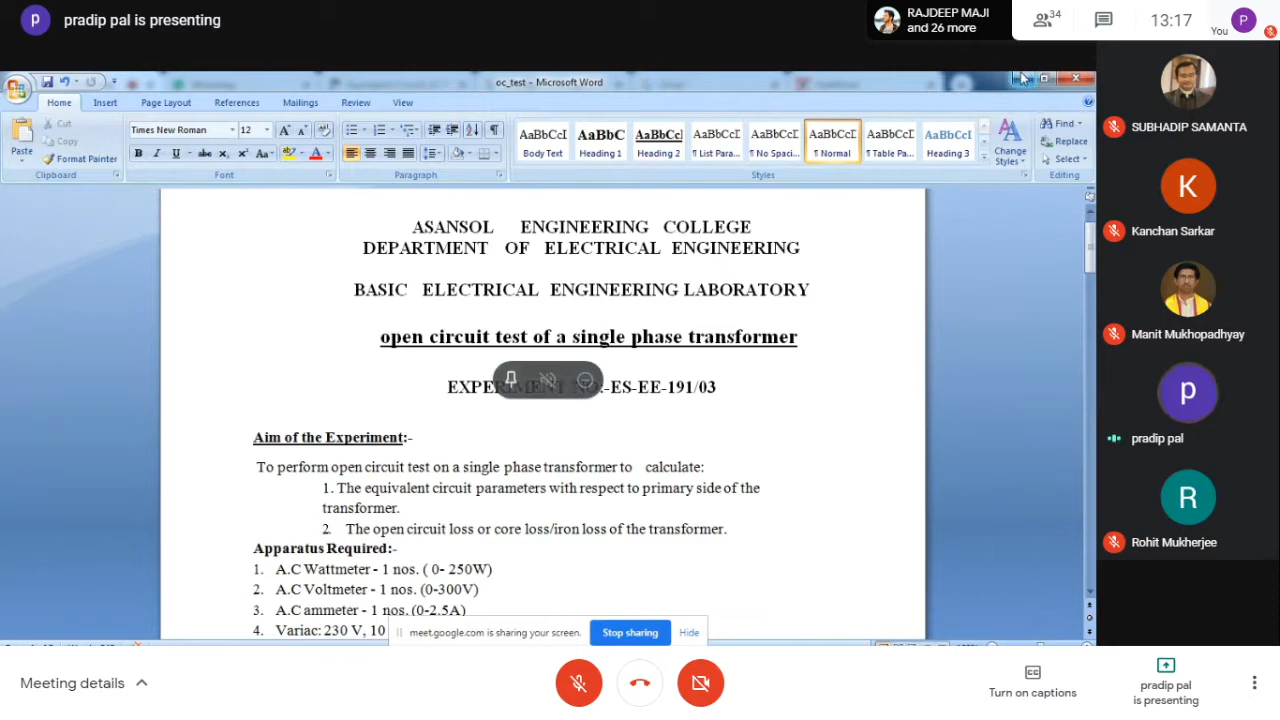 p pradip pal is presenting
RAJDEEP MAJI
and 26 more
34
13:17
You P
oc_test - Microsoft Word
Home Insert Page Layout References Mailings Review View
Paste
Cut
Copy
Format Painter
Clipboard
Times New Roman 12
Font
Paragraph
AaBbCcI AaBbC AaBbCc AaBbCcI AaBbCcI AaBbCcI AaBbCcI AaBbCcI
Body Text Heading 1 Heading 2 ¶ List Para... ¶ No Spaci... ¶ Normal ¶ Table Pa... Heading 3
Change
Styles
Styles
Find
Replace
Select
Editing
ASANSOL ENGINEERING COLLEGE
DEPARTMENT OF ELECTRICAL ENGINEERING
BASIC ELECTRICAL ENGINEERING LABORATORY
open circuit test of a single phase transformer
EXPERIMENT NO.-ES-EE-191/03
Aim of the Experiment:-
To perform open circuit test on a single phase transformer to calculate:
1. The equivalent circuit parameters with respect to primary side of the
transformer.
2. The open circuit loss or core loss/iron loss of the transformer.
Apparatus Required:-
1. A.C Wattmeter - 1 nos. ( 0- 250W)
2. A.C Voltmeter - 1 nos. (0-300V)
3. A.C ammeter - 1 nos. (0-2.5A)
4. Variac: 230 V, 10
meet.google.com is sharing your screen. Stop sharing Hide
SUBHADIP SAMANTA
K
Kanchan Sarkar
Manit Mukhopadhyay
p
pradip pal
R
Rohit Mukherjee
Meeting details
Turn on captions
pradip pal
is presenting